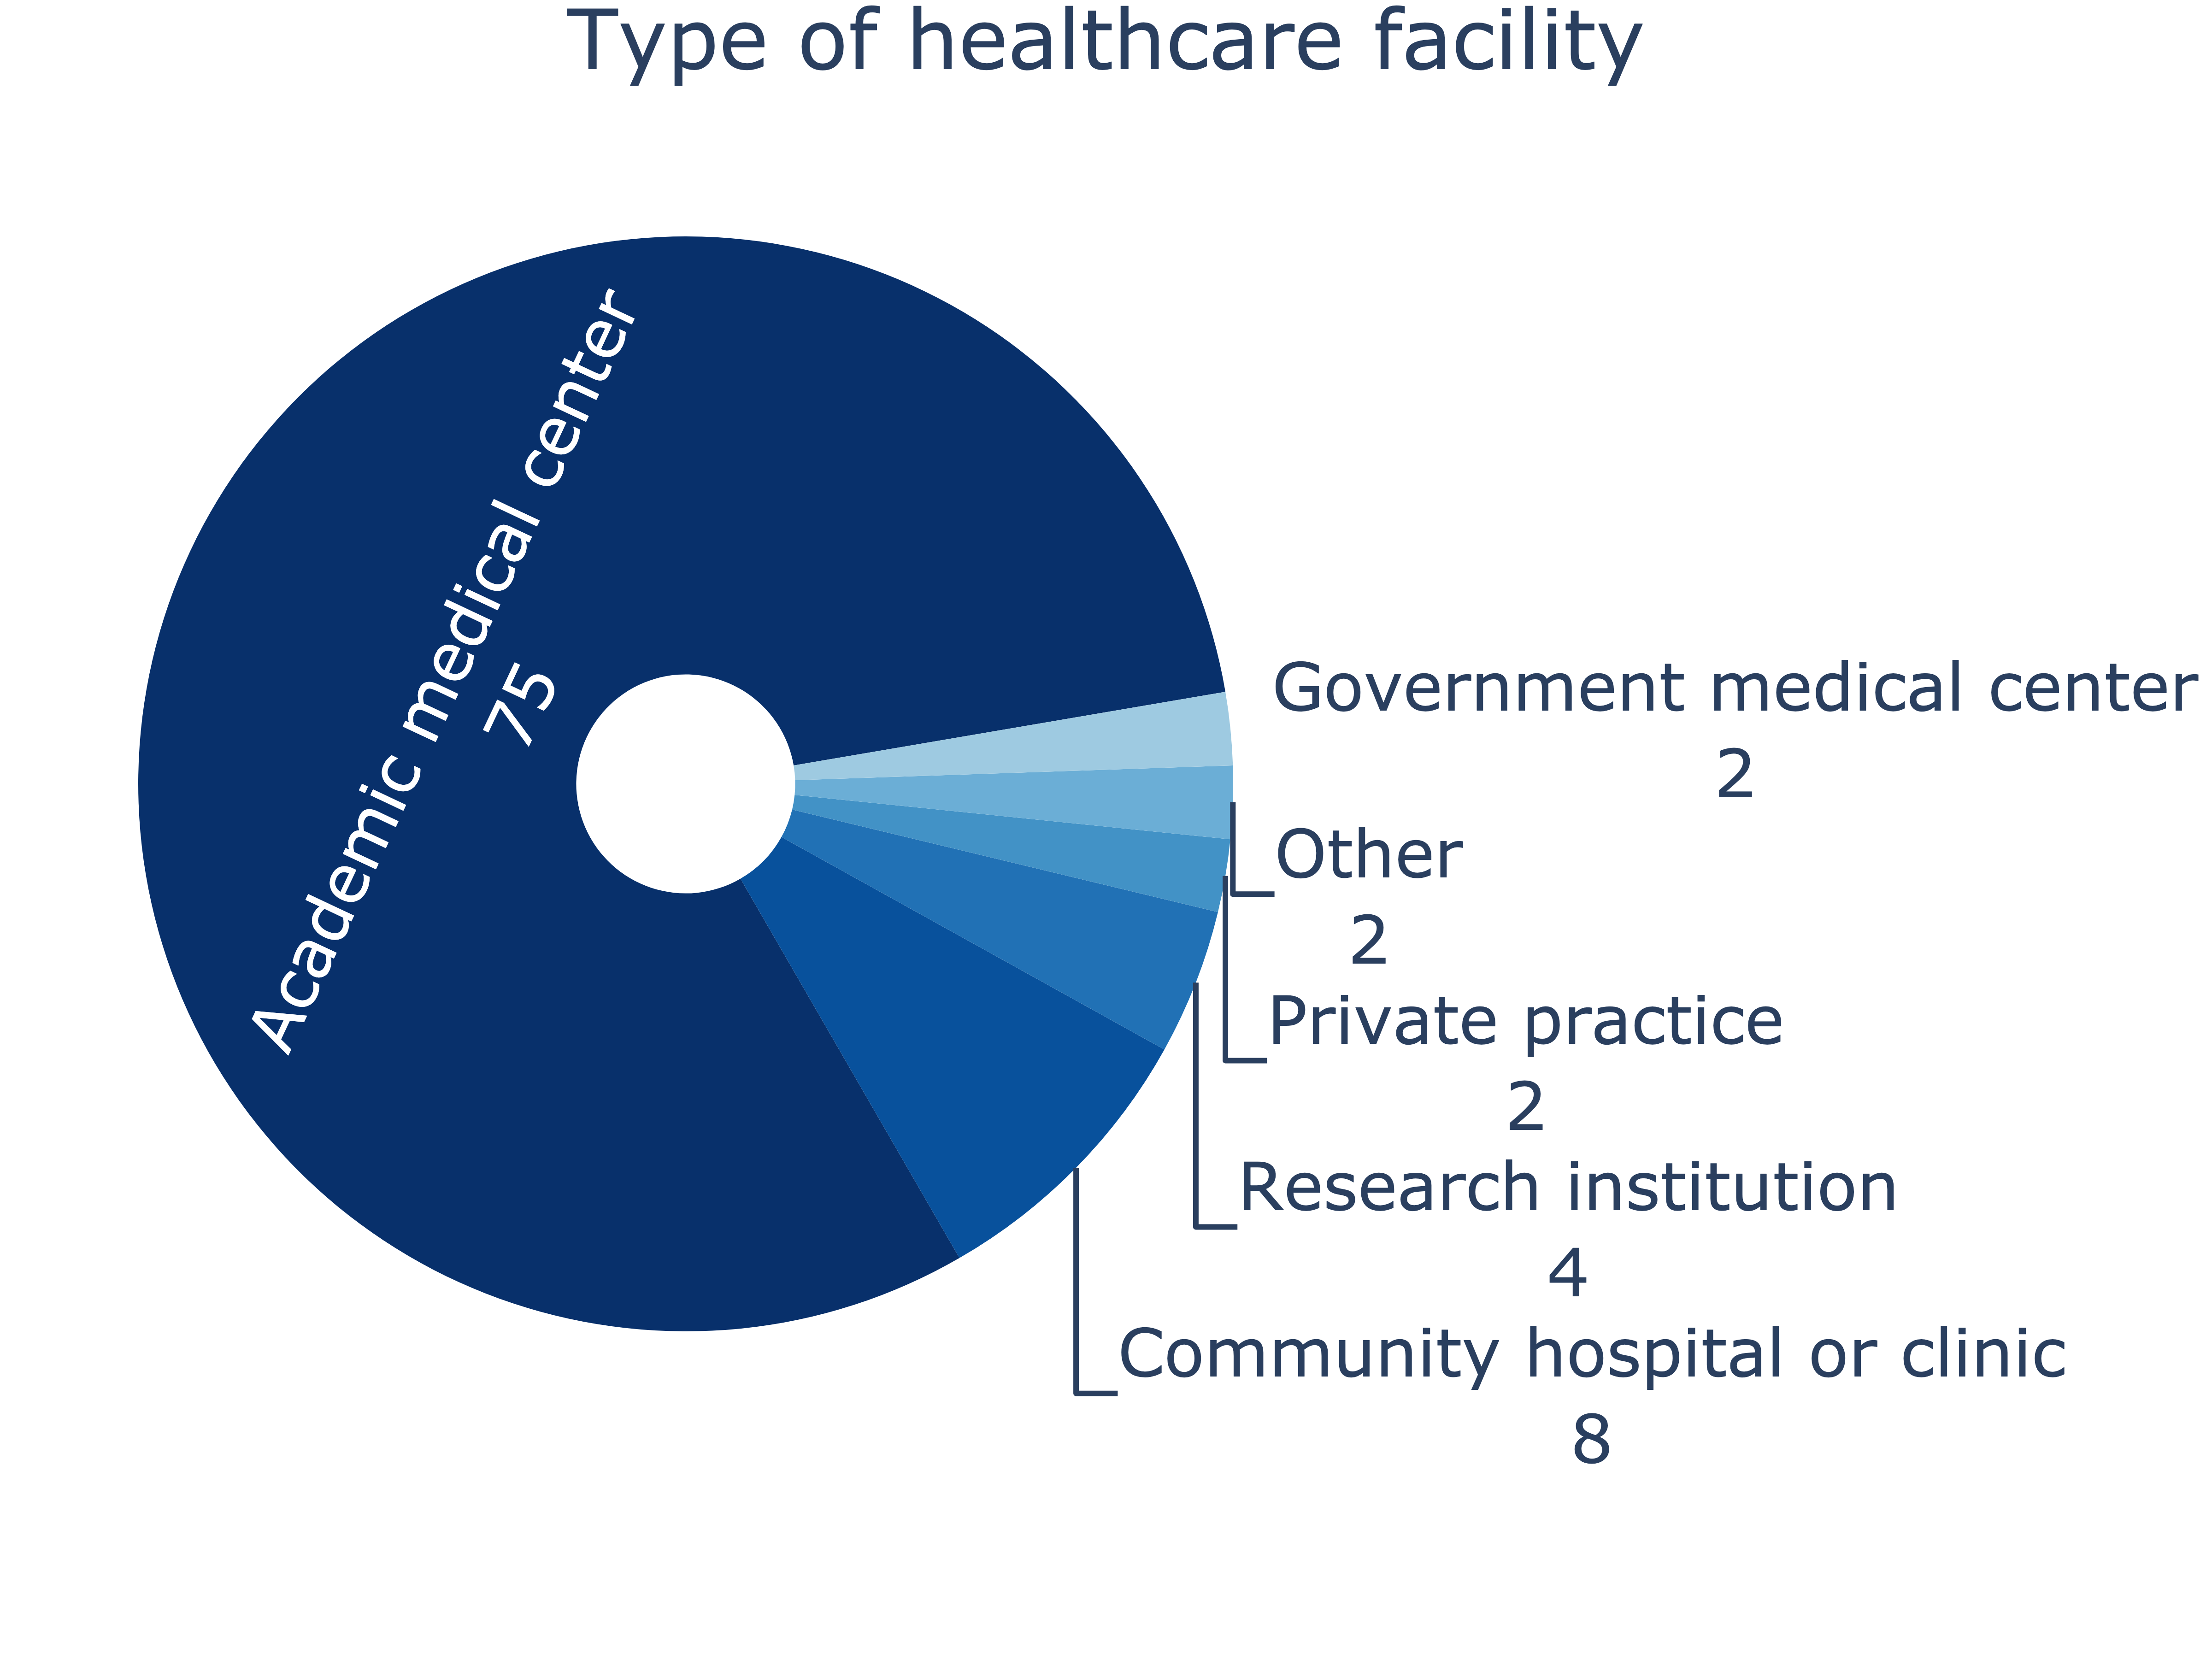 Type of healthcare facility
Academic medical center
75
Government medical center
2
Other
2
Private practice
2
Research institution
4
Community hospital or clinic
8